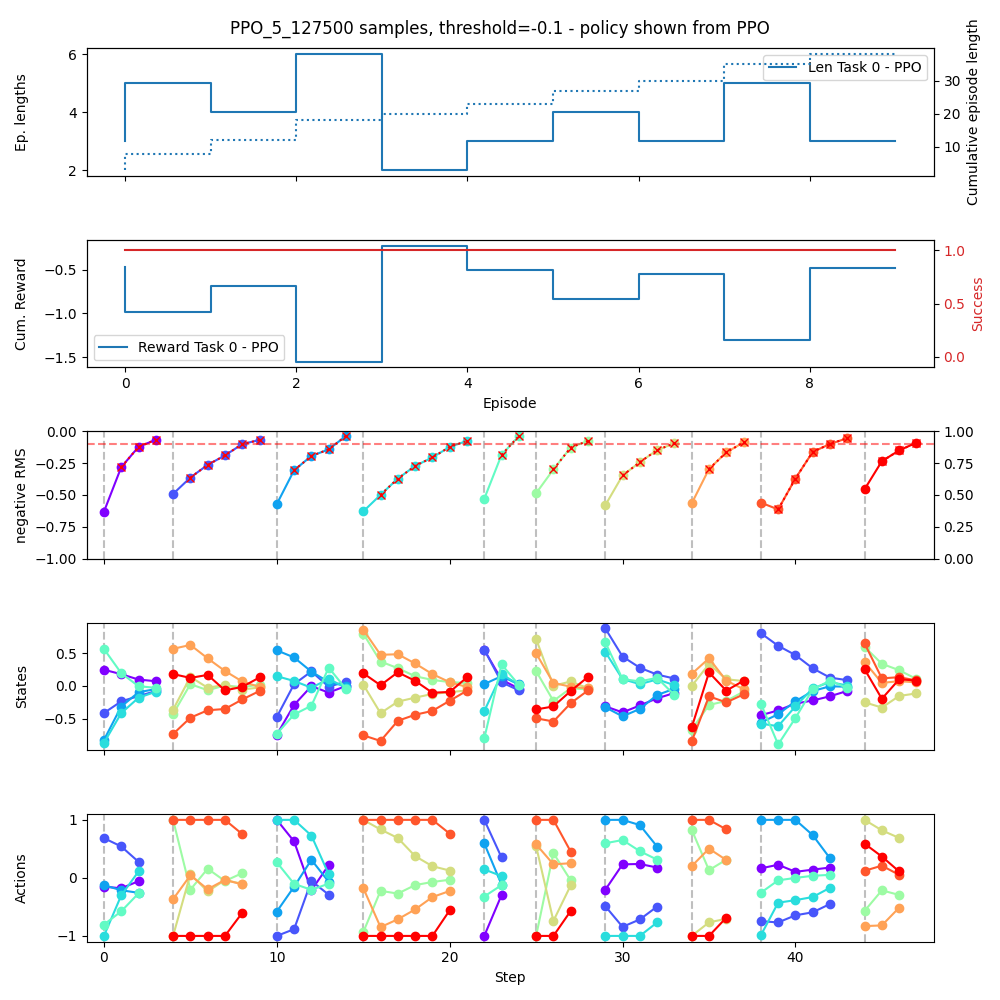 PPO_5_127500 samples, threshold=-0.1 - policy shown from PPO
6
4
2
Ep. lengths
Len Task 0 - PPO
30
20
10
Cumulative episode length
−0.5
−1.0
−1.5
Cum. Reward
Reward Task 0 - PPO
1.0
0.5
0.0
Success
0 2 4 6 8
Episode
0.00
−0.25
−0.50
−0.75
−1.00
negative RMS
1.00
0.75
0.50
0.25
0.00
0.5
0.0
−0.5
States
1
0
−1
Actions
0 10 20 30 40
Step